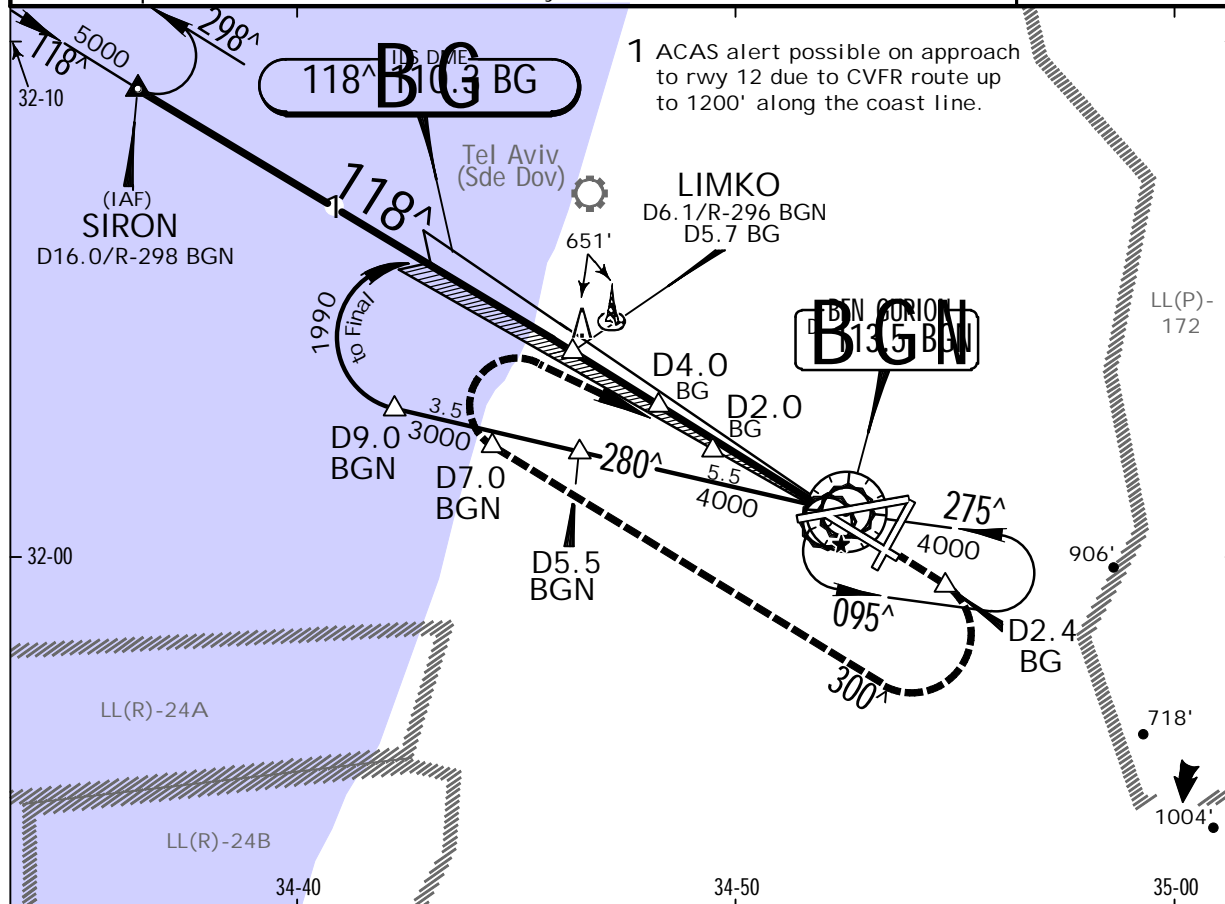 298^
5000
118^
32-10
ILS DME
118^ 110.3 BG
BG
1 ACAS alert possible on approach
to rwy 12 due to CVFR route up
to 1200' along the coast line.
Tel Aviv
(Sde Dov)
118^
1
(IAF)
SIRON
D16.0/R-298 BGN
LIMKO
D6.1/R-296 BGN
D5.7 BG
651'
LL(P)-
172
BEN GURION
D 113.5 BGN
BGN
1990
to Final
D4.0
BG
D2.0
BG
3.5
3000
D9.0
BGN
D7.0
BGN
280^
5.5
4000
D5.5
BGN
275^
4000
095^
906'
32-00
D2.4
BG
300^
LL(R)-24A
718'
1004'
LL(R)-24B
34-40
34-50
35-00